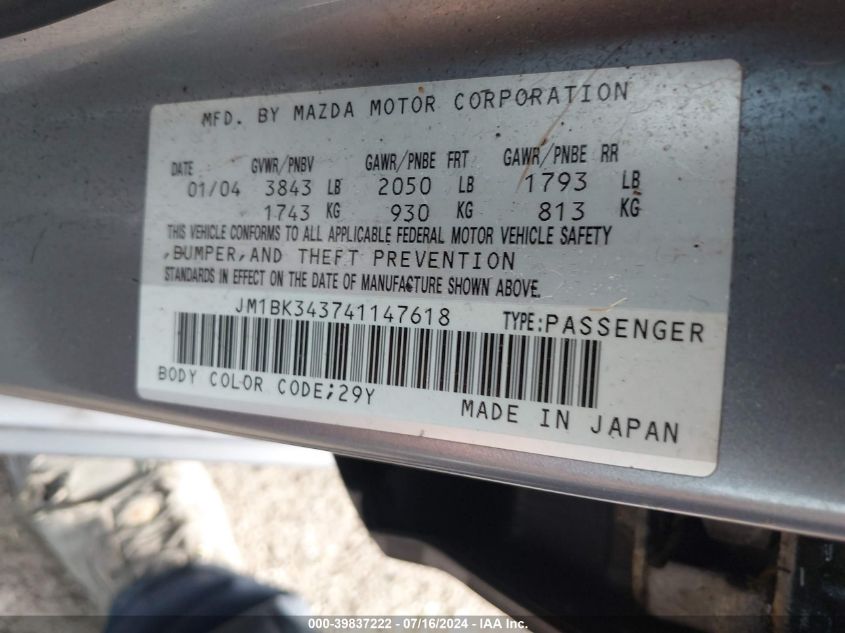 MFD. BY MAZDA MOTOR CORPORATION
DATE GVWR/PNBV GAWR/PNBE FRT GAWR/PNBE RR
01/04 3843 LB 2050 LB 1793 LB
1743 KG 930 KG 813 KG
THIS VEHICLE CONFORMS TO ALL APPLICABLE FEDERAL MOTOR VEHICLE SAFETY
,BUMPER,AND THEFT PREVENTION
STANDARDS IN EFFECT ON THE DATE OF MANUFACTURE SHOWN ABOVE.
JM1BK343741147618 TYPE:PASSENGER
BODY COLOR CODE;29Y
MADE IN JAPAN
000-39837222 - 07/16/2024 - IAAI.com